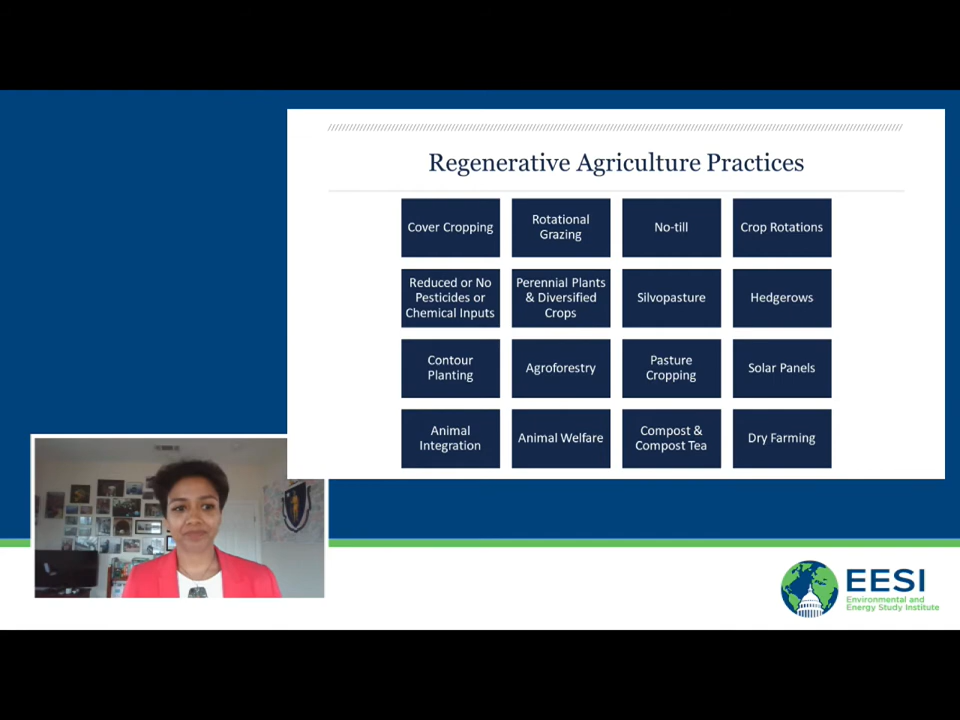 Regenerative Agriculture Practices
Cover Cropping
Rotational
Grazing
No-till
Crop Rotations
Reduced or No
Pesticides or
Chemical Inputs
Perennial Plants
& Diversified
Crops
Silvopasture
Hedgerows
Contour
Planting
Agroforestry
Pasture
Cropping
Solar Panels
Animal
Integration
Animal Welfare
Compost &
Compost Tea
Dry Farming
EESI
Environmental and
Energy Study Institute